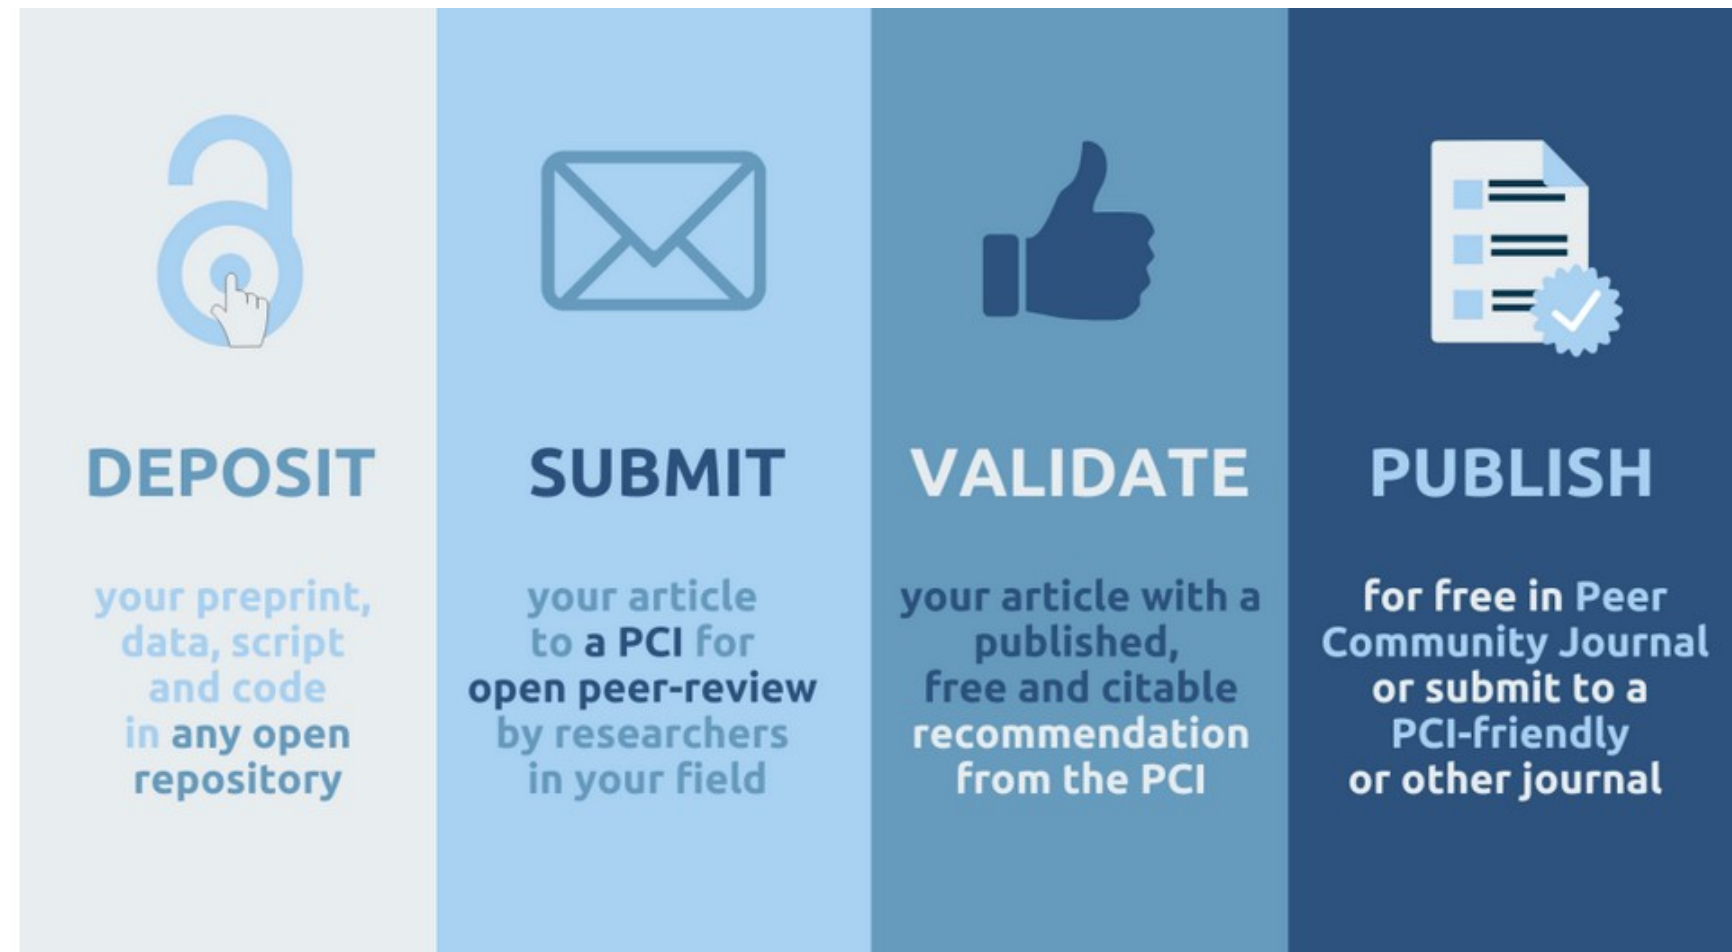 DEPOSIT
your preprint,
data, script
and code
in any open
repository
SUBMIT
your article
to a PCI for
open peer-review
by researchers
in your field
VALIDATE
your article with a
published,
free and citable
recommendation
from the PCI
PUBLISH
for free in Peer
Community Journal
or submit to a
PCI-friendly
or other journal